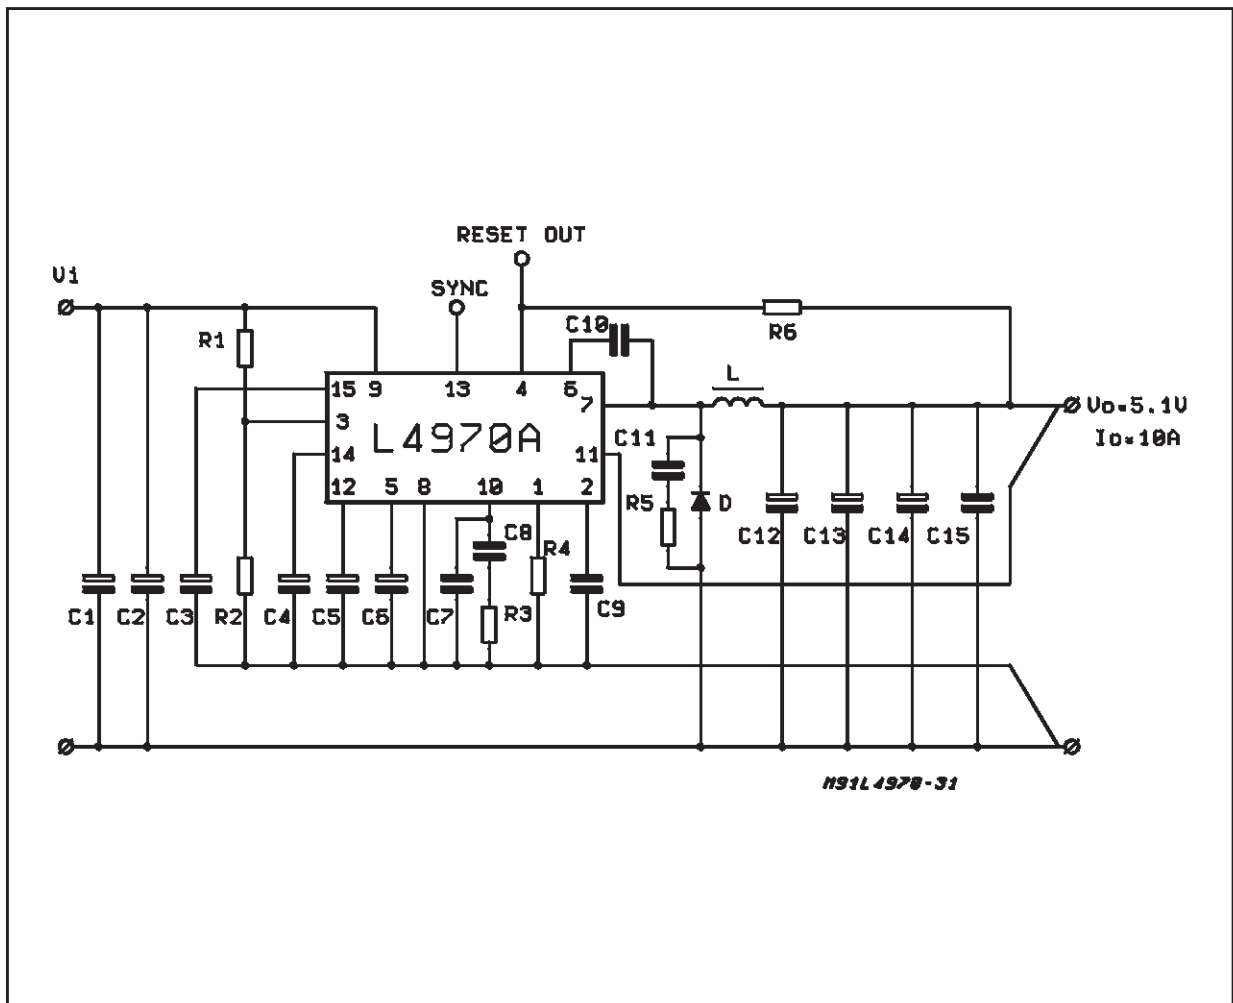 RESET OUT
Vi
SYNC
C10
R6
R1
L
15 9 13 4 6
7
Vo=5.1V
3
L4970A
C11
Io=10A
14
11
12 5 8 10 1 2
R5
D
C8
C12 C13 C14 C15
R4
C1 C2 C3 R2 C4 C5 C6 C7 R3 C9
M91L4970-31